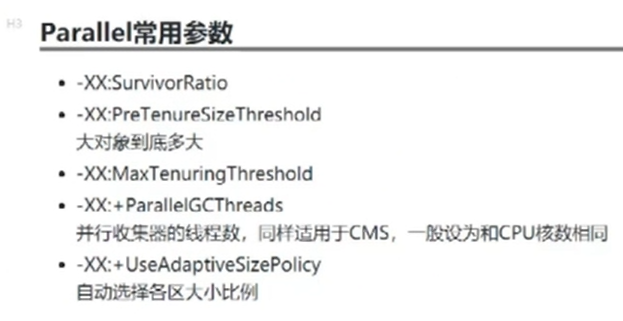 H3
Parallel常用参数
-XX:SurvivorRatio
-XX:PreTenureSizeThreshold
大对象到底多大
-XX:MaxTenuringThreshold
-XX:+ParallelGCThreads
并行收集器的线程数，同样适用于CMS，一般设为和CPU核数相同
-XX:+UseAdaptiveSizePolicy
自动选择各区大小比例